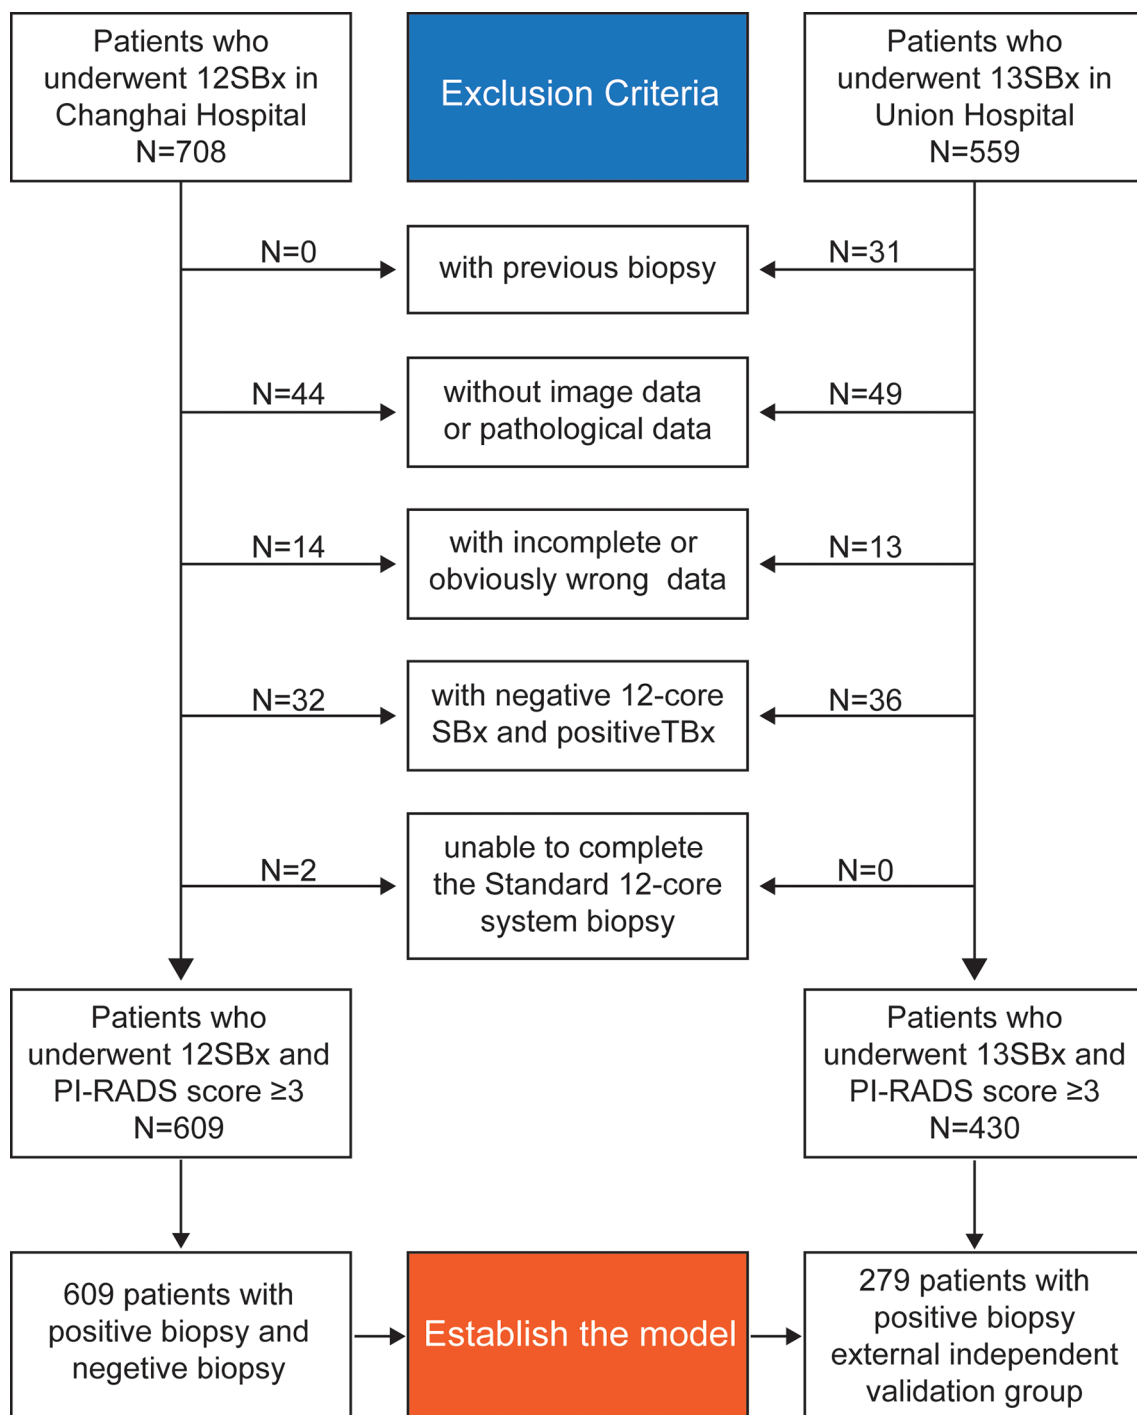 Patients who
underwent 12SBx in
Changhai Hospital
N=708
Exclusion Criteria
Patients who
underwent 13SBx in
Union Hospital
N=559
N=0
with previous biopsy
N=31
N=44
without image data
or pathological data
N=49
N=14
with incomplete or
obviously wrong  data
N=13
N=32
with negative 12-core
SBx and positiveTBx
N=36
N=2
unable to complete
the Standard 12-core
system biopsy
N=0
Patients who
underwent 12SBx and
PI-RADS score ≥3
N=609
Patients who
underwent 13SBx and
PI-RADS score ≥3
N=430
609 patients with
positive biopsy and
negetive biopsy
Establish the model
279 patients with
positive biopsy
external independent
validation group